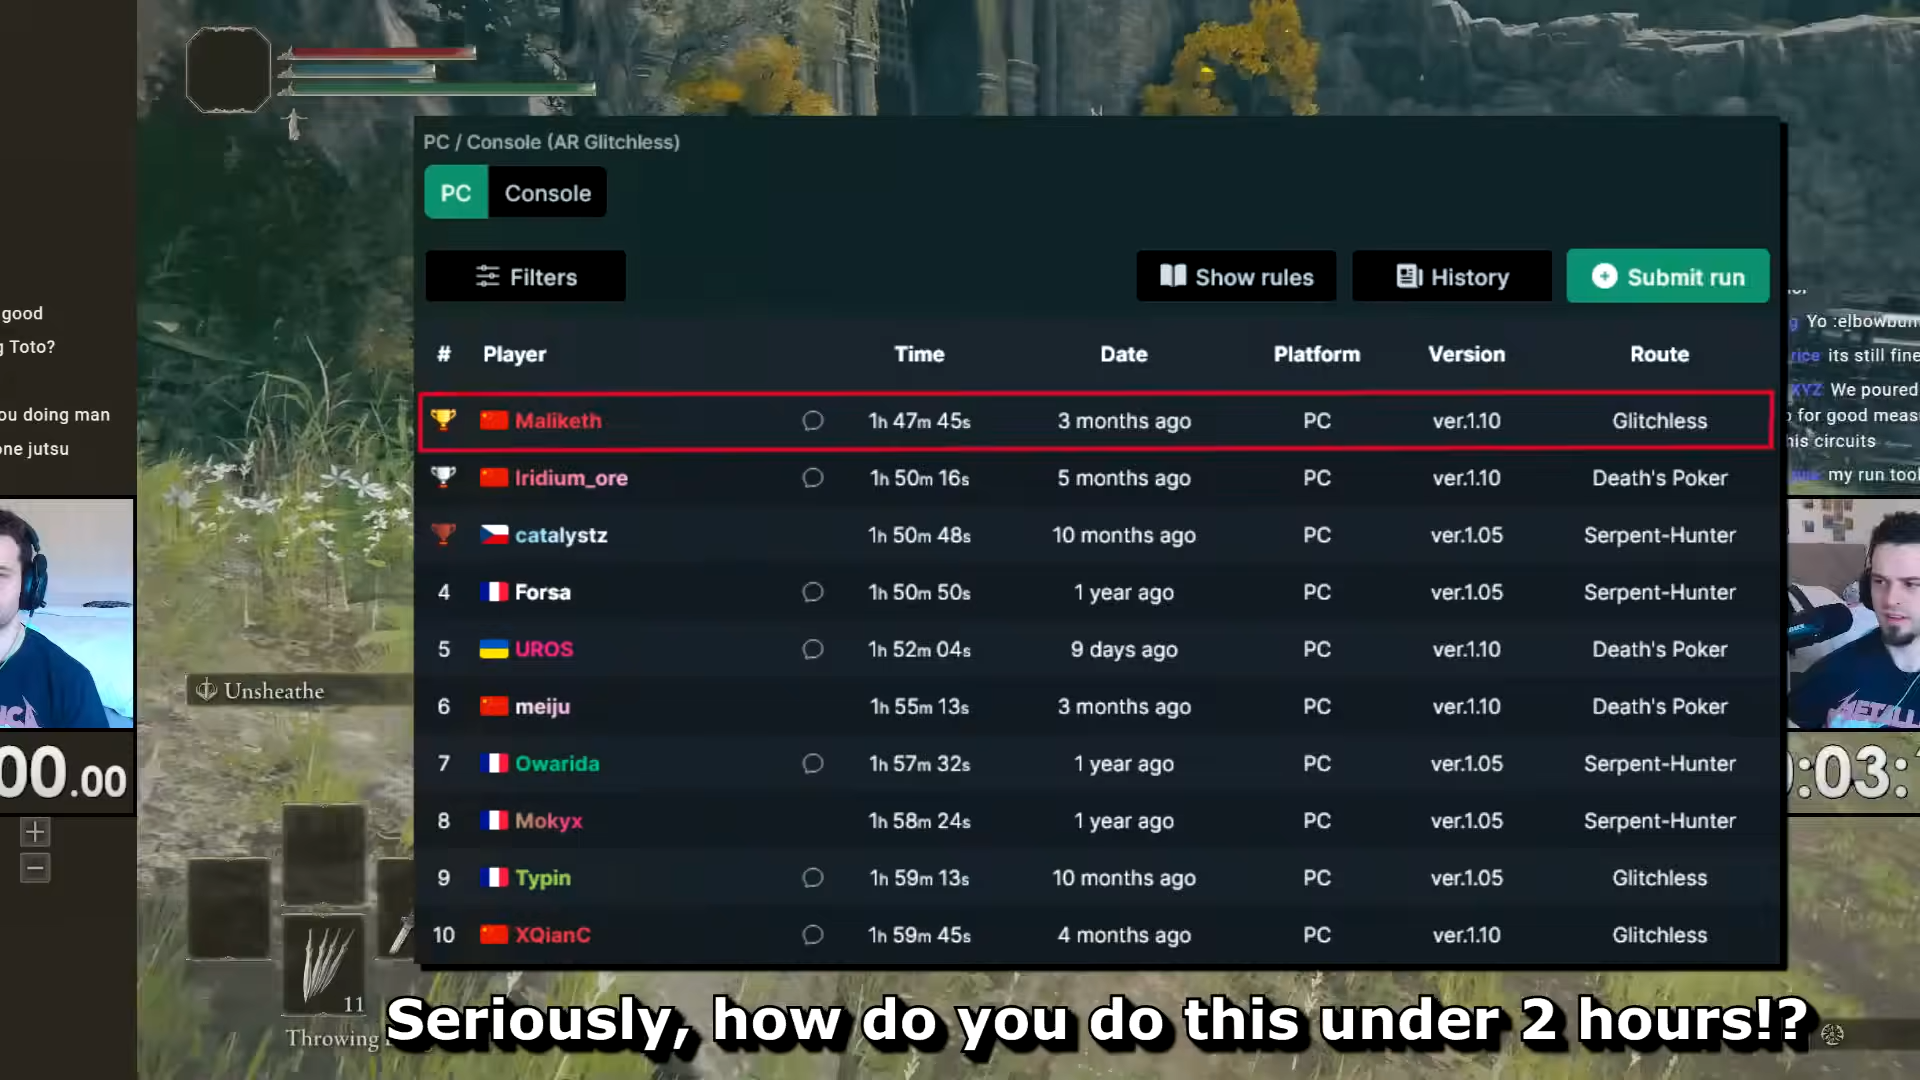 PC / Console (AR Glitchless)
PC Console
Filters Show rules History Submit run
# Player Time Date Platform Version Route
Maliketh 1h 47m 45s 3 months ago PC ver.1.10 Glitchless
Iridium_ore 1h 50m 16s 5 months ago PC ver.1.10 Death's Poker
catalystz 1h 50m 48s 10 months ago PC ver.1.05 Serpent-Hunter
4 Forsa 1h 50m 50s 1 year ago PC ver.1.05 Serpent-Hunter
5 UROS 1h 52m 04s 9 days ago PC ver.1.10 Death's Poker
6 meiju 1h 55m 13s 3 months ago PC ver.1.10 Death's Poker
7 Owarida 1h 57m 32s 1 year ago PC ver.1.05 Serpent-Hunter
8 Mokyx 1h 58m 24s 1 year ago PC ver.1.05 Serpent-Hunter
9 Typin 1h 59m 13s 10 months ago PC ver.1.05 Glitchless
10 XQianC 1h 59m 45s 4 months ago PC ver.1.10 Glitchless
good
g Toto?
ou doing man
one jutsu
00.00
+
−
Unsheathe
11
Throwing
g Yo :elbowbum
rice its still fine
XYZ We poured
for good meas
his circuits
my run took
METALL
:03:
Seriously, how do you do this under 2 hours!?